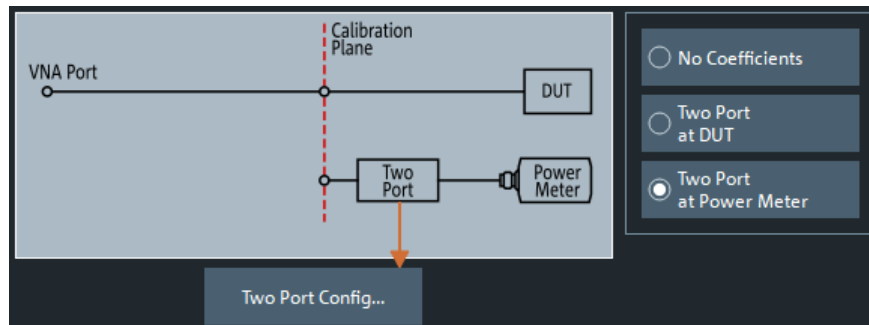 Calibration
Plane
VNA Port
DUT
Two
Port
Power
Meter
Two Port Config...
No Coefficients
Two Port
at DUT
Two Port
at Power Meter